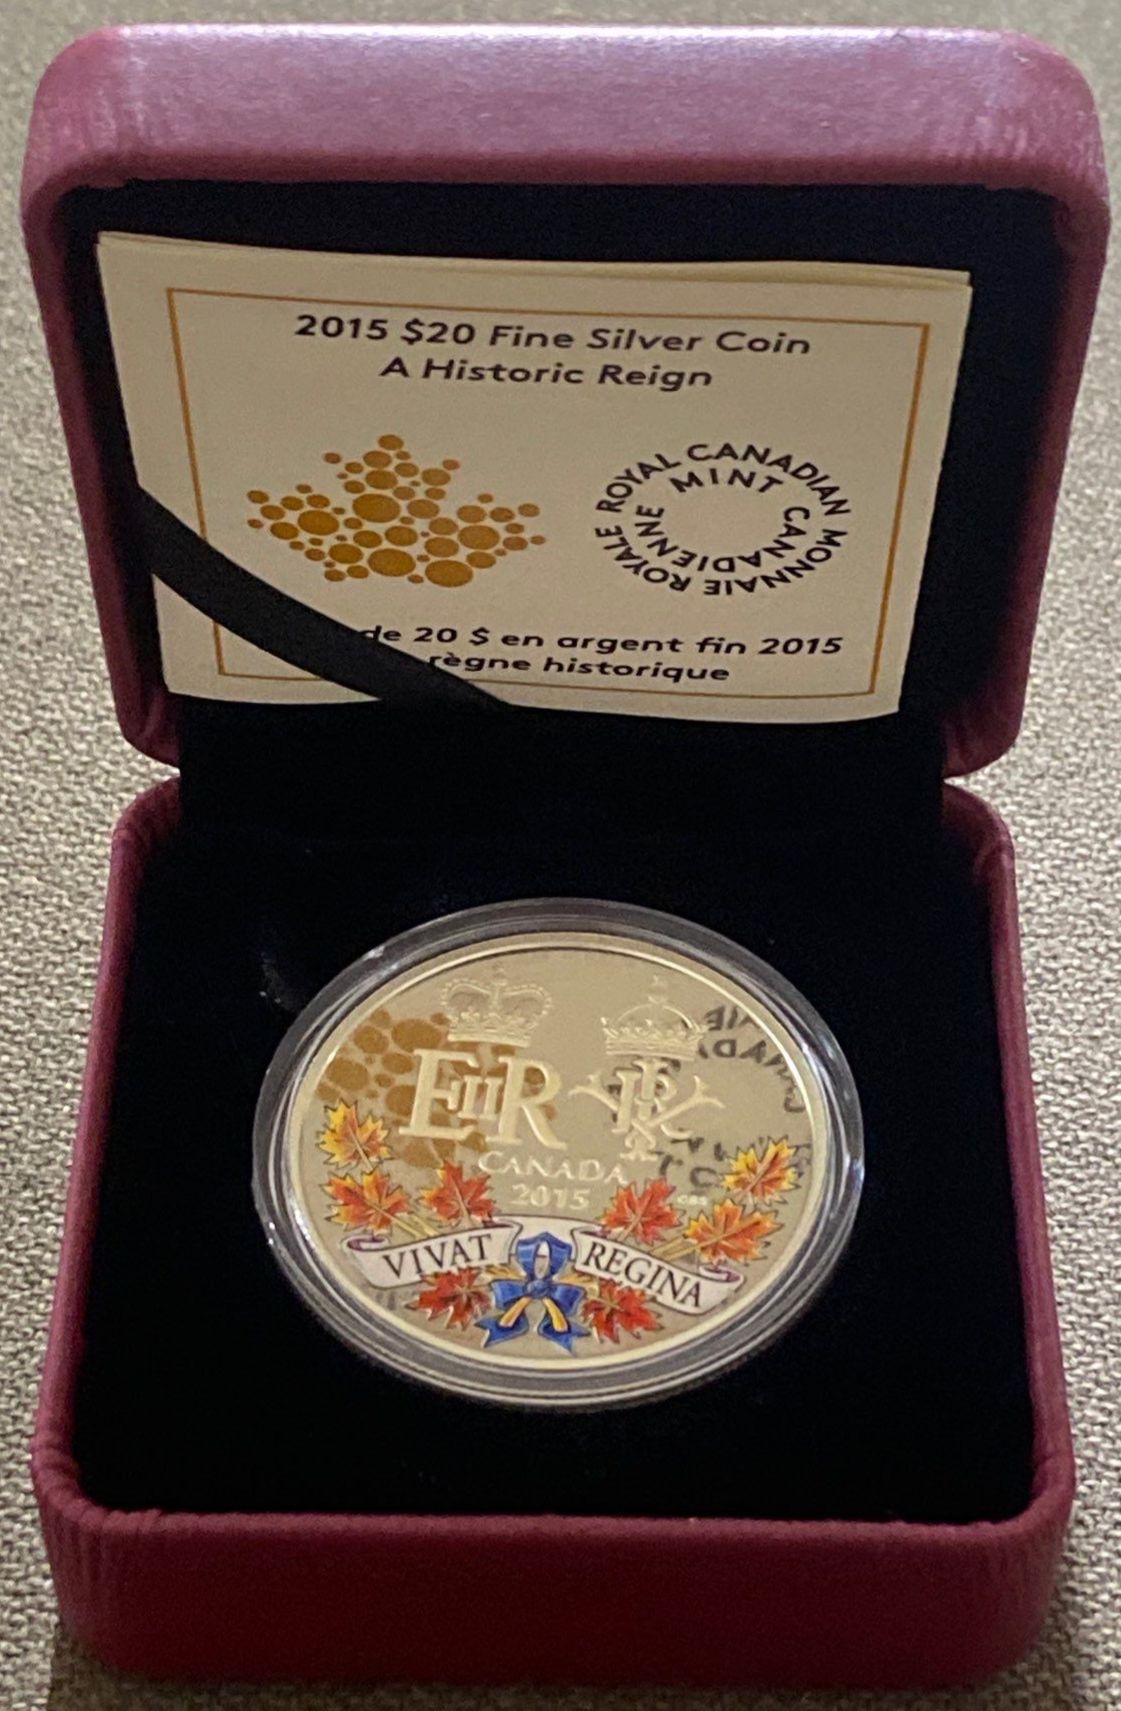 2015 $20 Fine Silver Coin
A Historic Reign
ROYAL CANADIAN MINT
MONNAIE ROYALE CANADIENNE
de 20 $ en argent fin 2015
règne historique
EIIR VRI
CANADA
2015
VIVAT REGINA